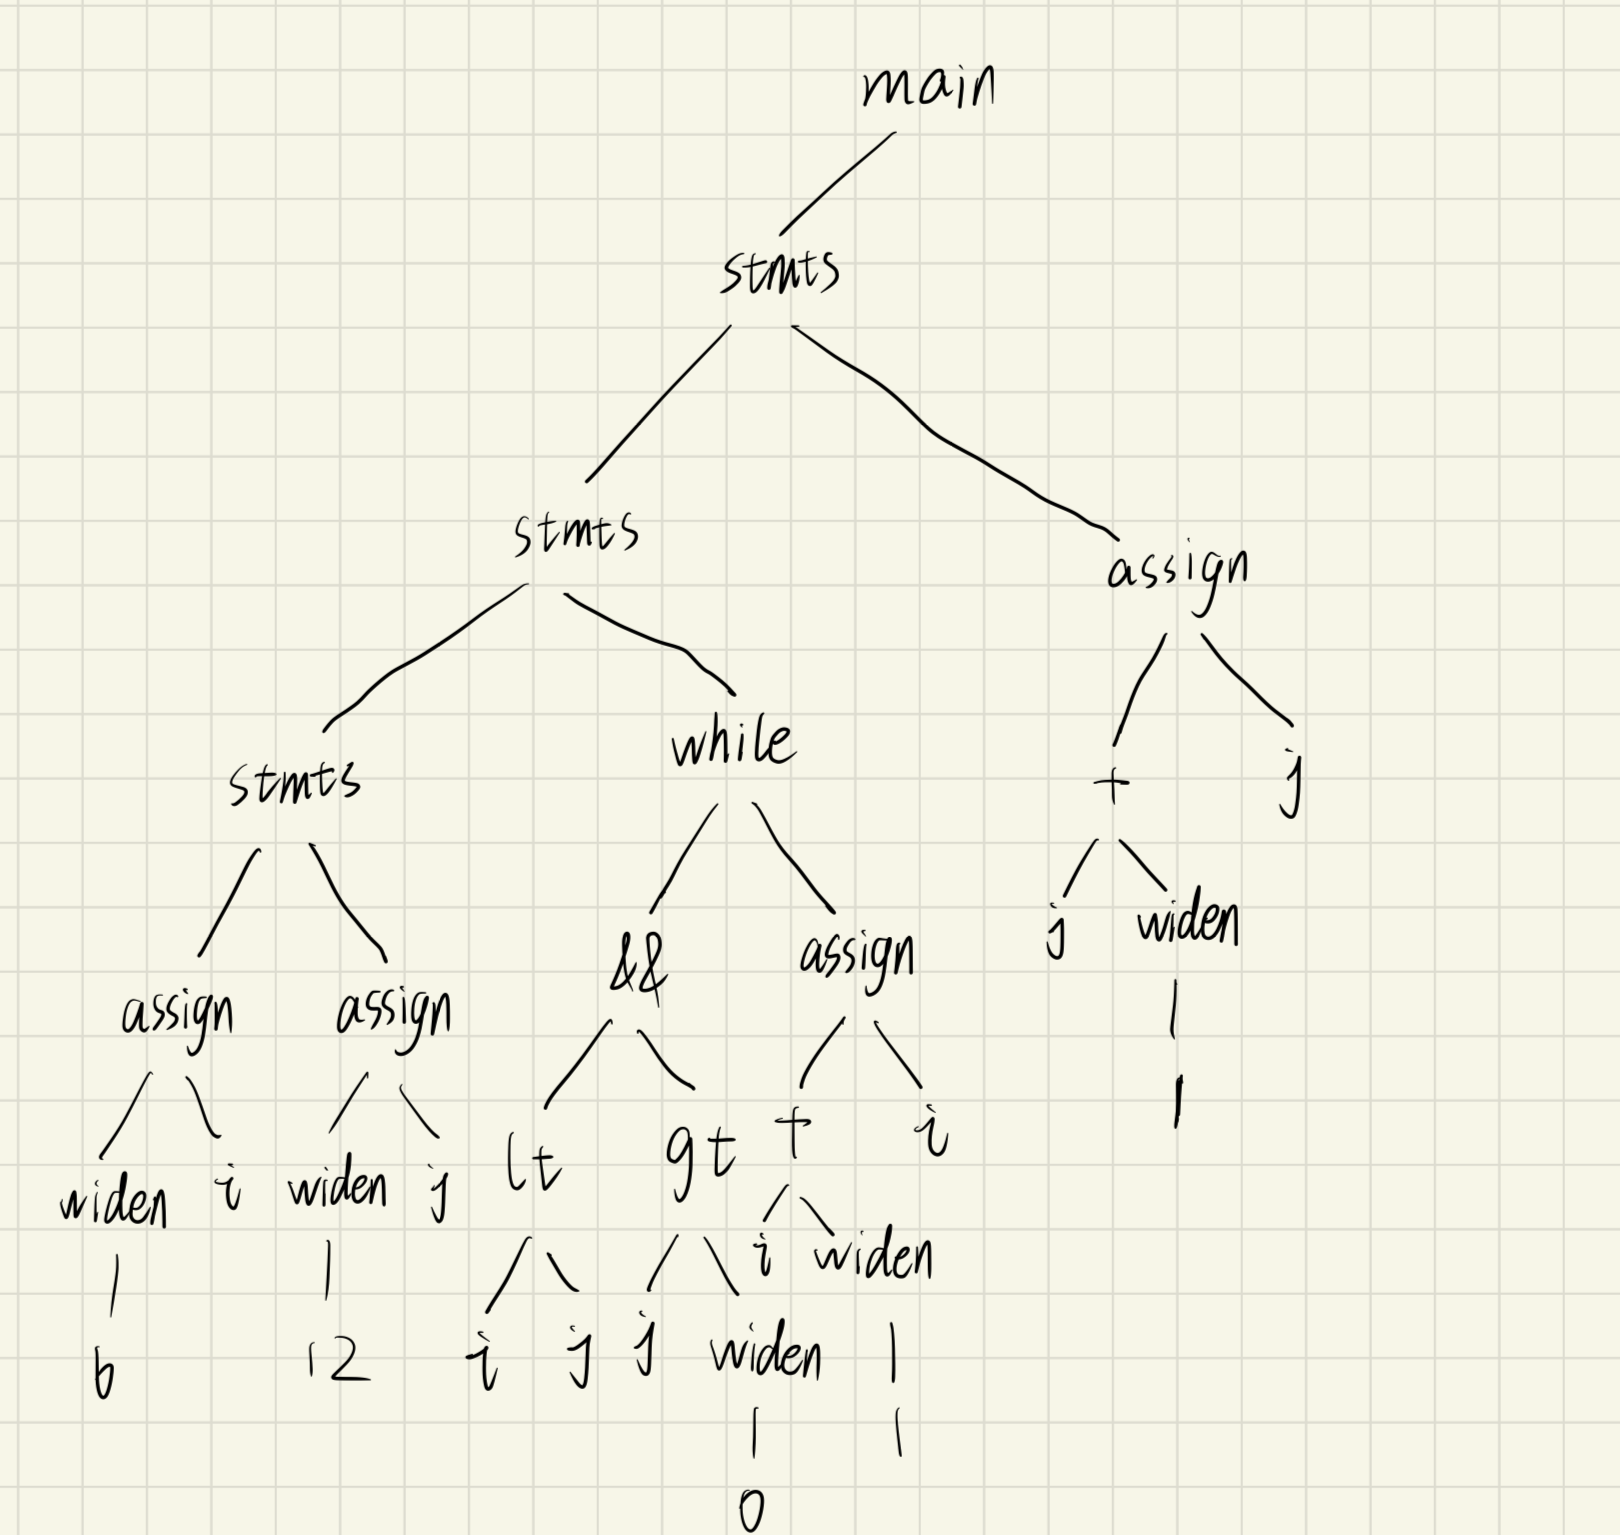 main
stmts
stmts assign
stmts while + j
assign assign && assign j widen
widen i widen j lt gt + i 1
6 12 i j j widen i widen
0 1